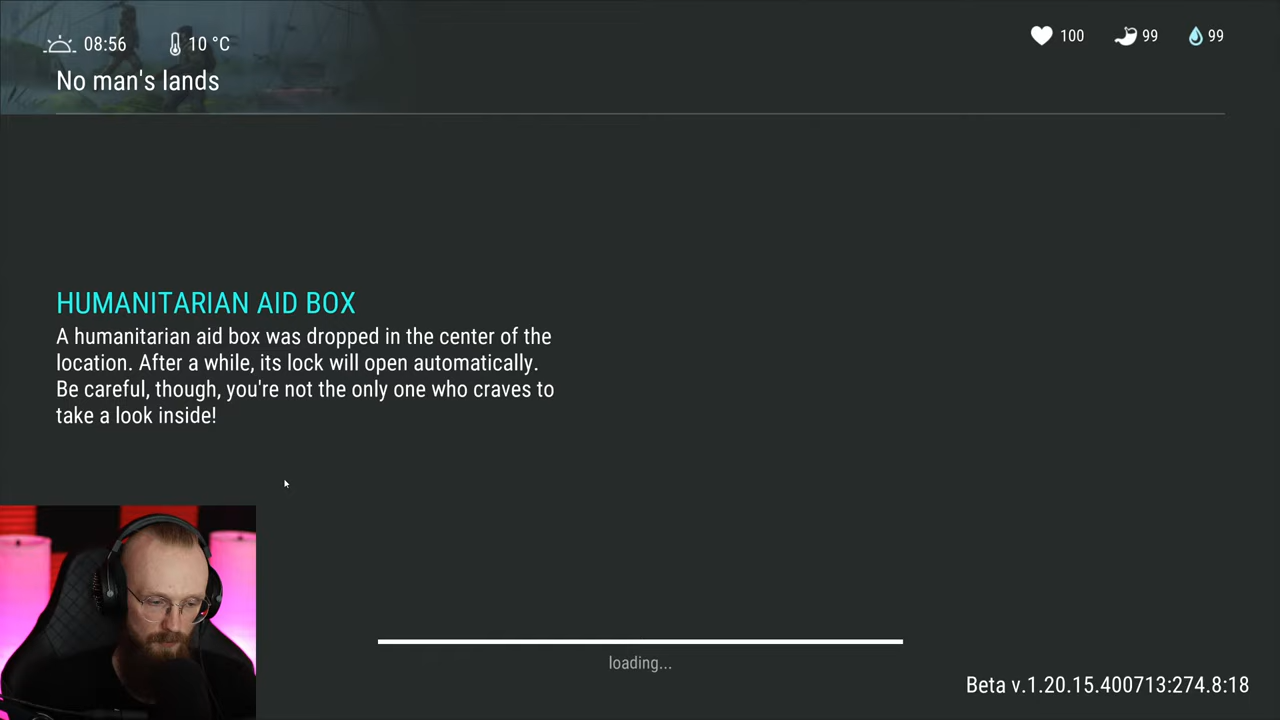 08:56 10 °C
100 99 99
No man's lands
HUMANITARIAN AID BOX
A humanitarian aid box was dropped in the center of the
location. After a while, its lock will open automatically.
Be careful, though, you're not the only one who craves to
take a look inside!
loading...
Beta v.1.20.15.400713:274.8:18